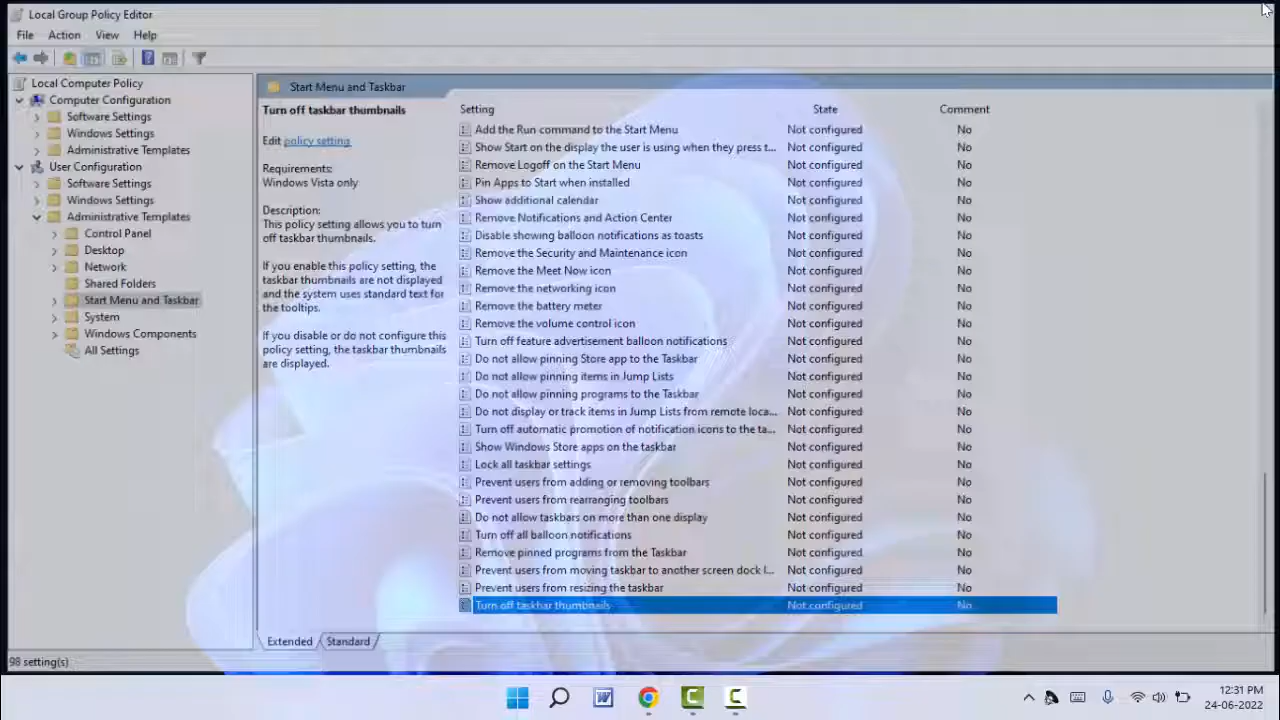 Local Group Policy Editor
File Action View Help
Local Computer Policy
Computer Configuration
Software Settings
Windows Settings
Administrative Templates
User Configuration
Software Settings
Windows Settings
Administrative Templates
Control Panel
Desktop
Network
Shared Folders
Start Menu and Taskbar
System
Windows Components
All Settings
Start Menu and Taskbar
Turn off taskbar thumbnails
Edit policy setting
Requirements:
Windows Vista only
Description:
This policy setting allows you to turn
off taskbar thumbnails.
If you enable this policy setting, the
taskbar thumbnails are not displayed
and the system uses standard text for
the tooltips.
If you disable or do not configure this
policy setting, the taskbar thumbnails
are displayed.
Setting State Comment
Add the Run command to the Start Menu Not configured No
Show Start on the display the user is using when they press t... Not configured No
Remove Logoff on the Start Menu Not configured No
Pin Apps to Start when installed Not configured No
Show additional calendar Not configured No
Remove Notifications and Action Center Not configured No
Disable showing balloon notifications as toasts Not configured No
Remove the Security and Maintenance icon Not configured No
Remove the Meet Now icon Not configured No
Remove the networking icon Not configured No
Remove the battery meter Not configured No
Remove the volume control icon Not configured No
Turn off feature advertisement balloon notifications Not configured No
Do not allow pinning Store app to the Taskbar Not configured No
Do not allow pinning items in Jump Lists Not configured No
Do not allow pinning programs to the Taskbar Not configured No
Do not display or track items in Jump Lists from remote loca... Not configured No
Turn off automatic promotion of notification icons to the ta... Not configured No
Show Windows Store apps on the taskbar Not configured No
Lock all taskbar settings Not configured No
Prevent users from adding or removing toolbars Not configured No
Prevent users from rearranging toolbars Not configured No
Do not allow taskbars on more than one display Not configured No
Turn off all balloon notifications Not configured No
Remove pinned programs from the Taskbar Not configured No
Prevent users from moving taskbar to another screen dock l... Not configured No
Prevent users from resizing the taskbar Not configured No
Turn off taskbar thumbnails Not configured No
Extended Standard
98 setting(s)
12:31 PM
24-06-2022